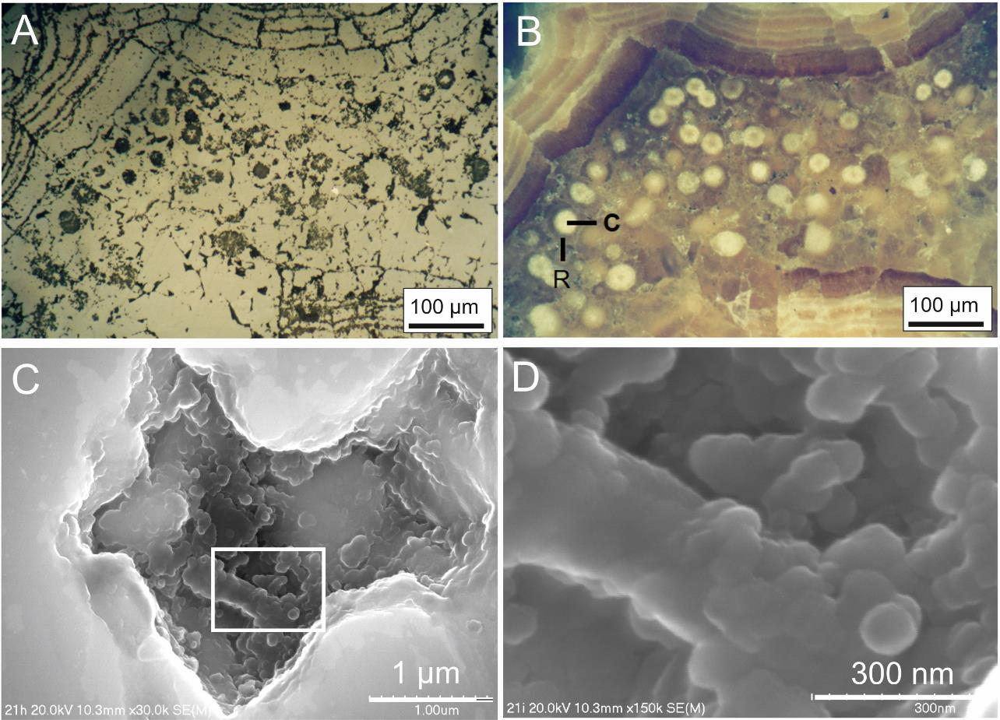 A
100 µm
B
C
R
100 µm
C
1 µm
21h 20.0kV 10.3mm x30.0k SE(M)
1.00um
D
300 nm
21i 20.0kV 10.3mm x150k SE(M)
300nm